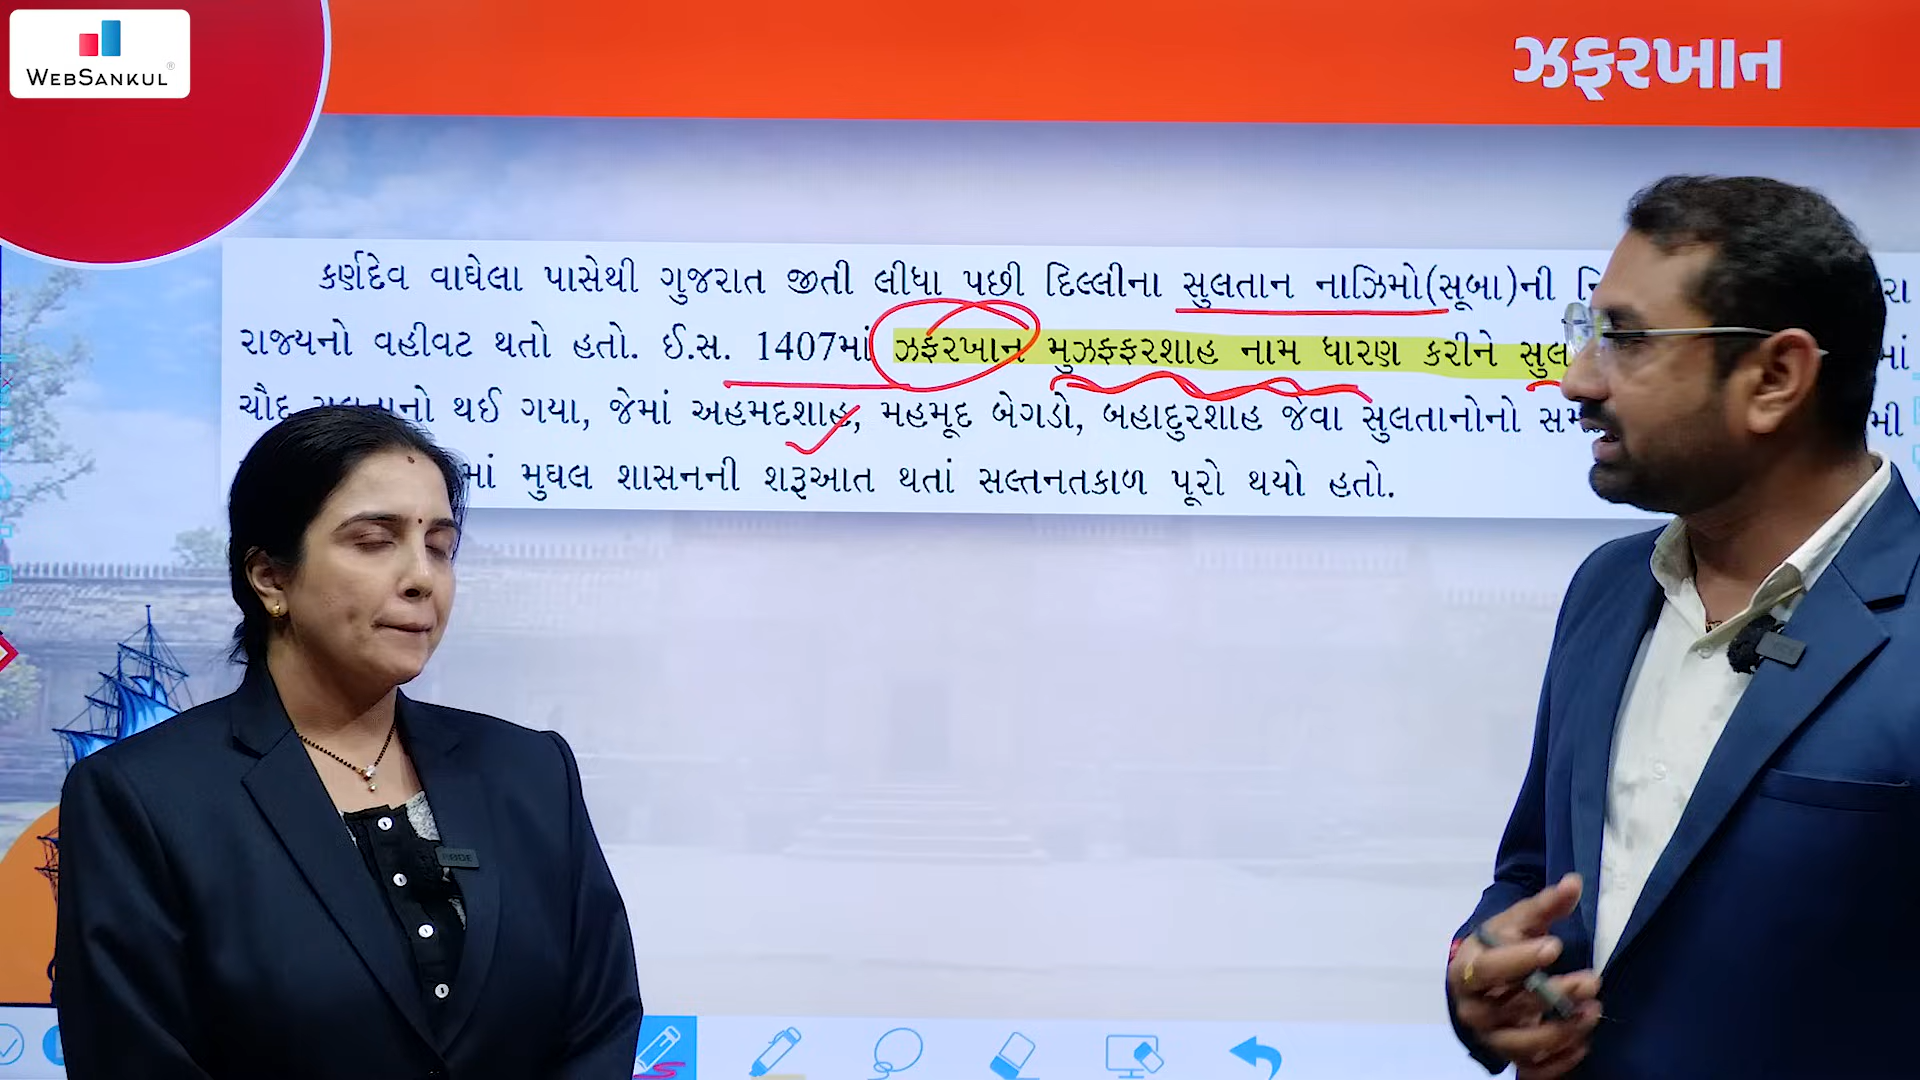 WEBSANKUL
ઝફરખાન
કર્ણદેવ વાઘેલા પાસેથી ગુજરાત જીતી લીધા પછી દિલ્લીના સુલતાન નાઝિમો(સૂબા)ની
રાજ્યનો વહીવટ થતો હતો. ઈ.સ. 1407માં ઝફરખાન મુઝફ્ફરશાહ નામ ધારણ કરીને
ચૌદ થઈ ગયા, જેમાં અહમદશાહ, મહમૂદ બેગડો, બહાદુરશાહ જેવા સુલતાનોનો
માં મુઘલ શાસનની શરૂઆત થતાં સલ્તનતકાળ પૂરો થયો હતો.